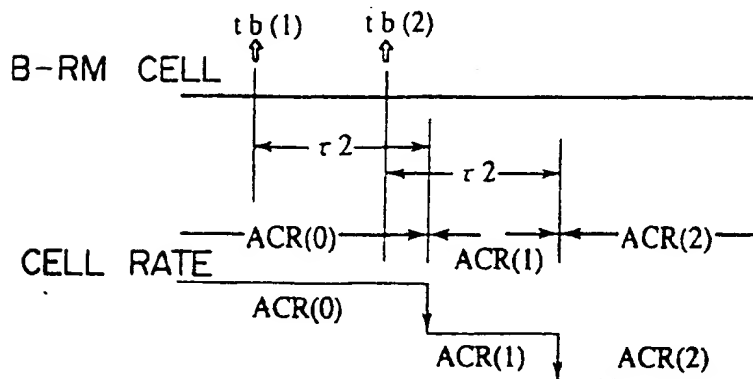 t b (1) t b (2)
B-RM CELL
τ 2
τ 2
ACR(0) ACR(1) ACR(2)
CELL RATE
ACR(0)
ACR(1) ACR(2)